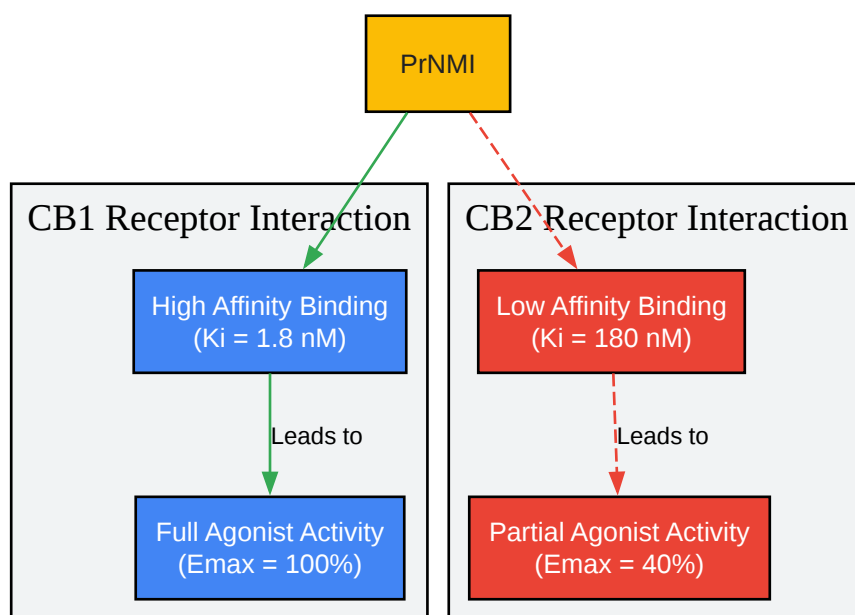 PrNMI
CB1 Receptor Interaction
High Affinity Binding
(Ki = 1.8 nM)
Leads to
Full Agonist Activity
(Emax = 100%)
CB2 Receptor Interaction
Low Affinity Binding
(Ki = 180 nM)
Leads to
Partial Agonist Activity
(Emax = 40%)